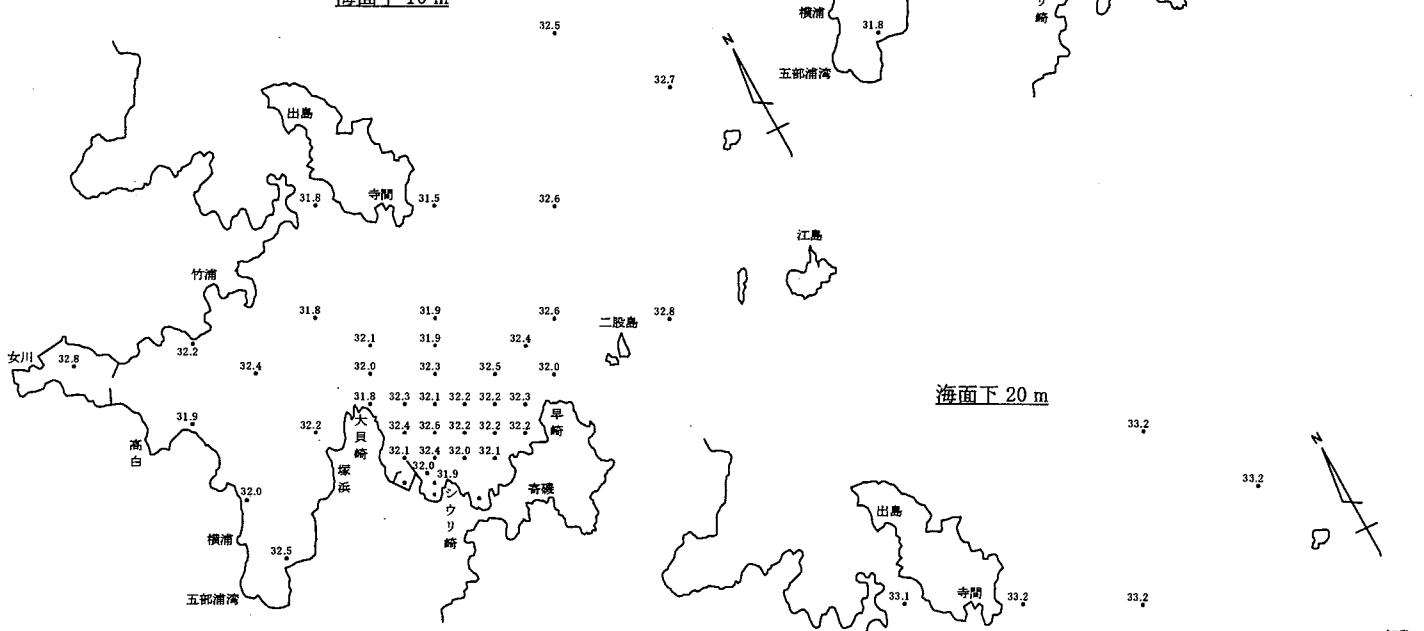 海面下 10 m
32.5
横浦
31.8
リ崎
N
五部浦湾
32.7
出島
寺間
31.8
31.5
32.6
江島
竹浦
31.8
31.9
32.6
二股島
32.8
32.1
31.9
32.4
女川
32.8
32.2
32.4
32.0
32.3
32.5
32.0
海面下 20 m
31.8
32.3
32.1
32.2
32.2
32.3
31.9
32.2
大貝崎
32.4
32.6
32.2
32.2
32.2
早崎
33.2
高白
32.1
32.4
32.0
32.1
N
塚浜
32.0
31.9
32.0
シウリ崎
寄磯
33.2
出島
横浦
32.5
五部浦湾
33.1
寺間
33.2
33.2